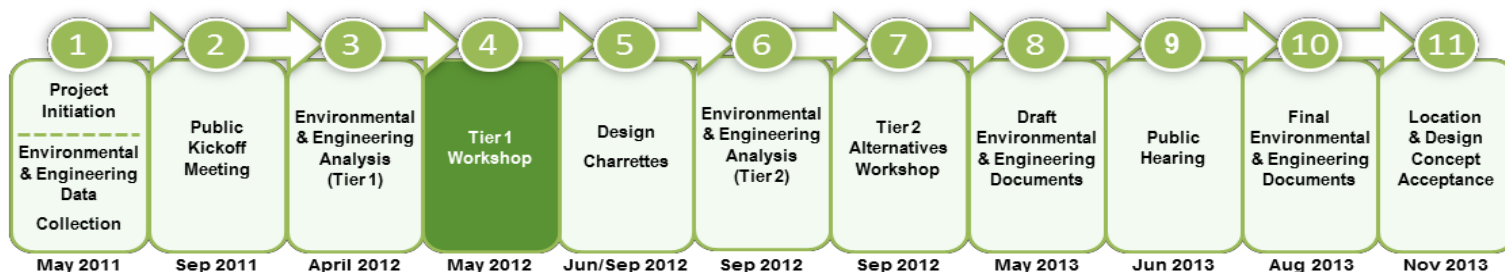 1
Project
Initiation
Environmental
& Engineering
Data
Collection
May 2011
2
Public
Kickoff
Meeting
Sep 2011
3
Environmental
& Engineering
Analysis
(Tier 1)
April 2012
4
Tier 1
Workshop
May 2012
5
Design
Charrettes
Jun/Sep 2012
6
Environmental
& Engineering
Analysis
(Tier 2)
Sep 2012
7
Tier 2
Alternatives
Workshop
Sep 2012
8
Draft
Environmental
& Engineering
Documents
May 2013
9
Public
Hearing
Jun 2013
10
Final
Environmental
& Engineering
Documents
Aug 2013
11
Location
& Design
Concept
Acceptance
Nov 2013